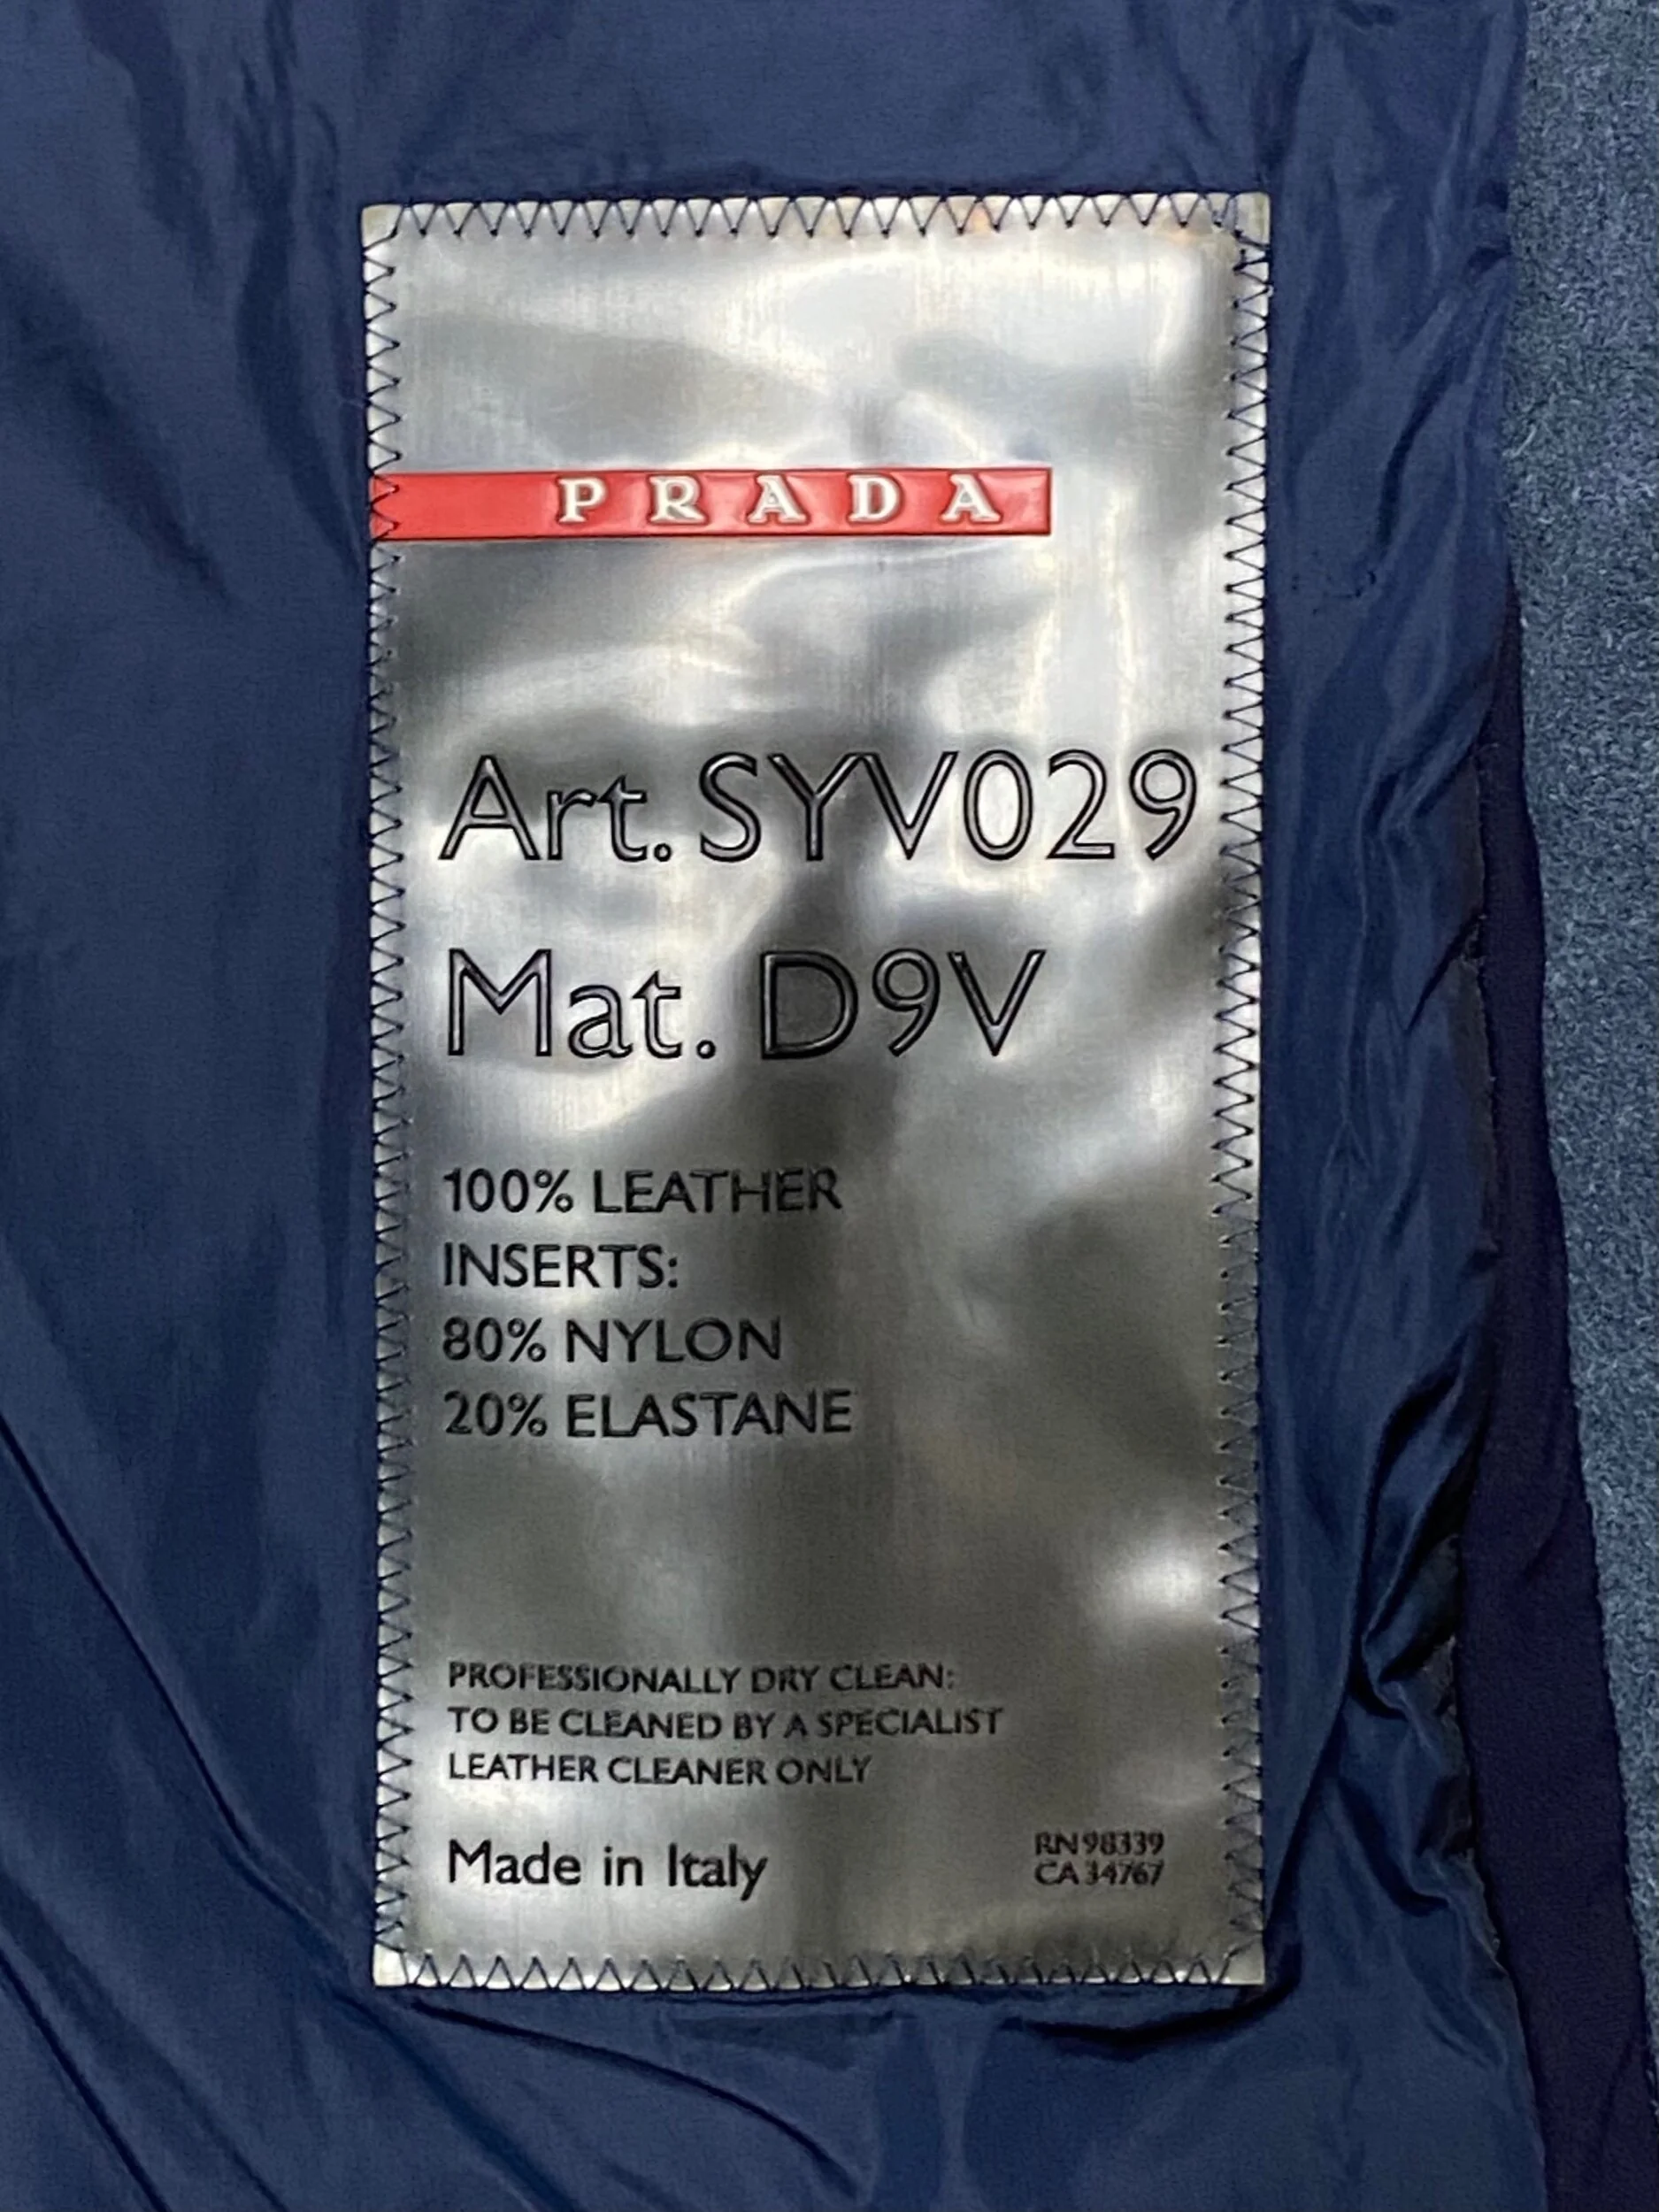 PRADA
Art. SYV029
Mat. D9V
100% LEATHER
INSERTS:
80% NYLON
20% ELASTANE
PROFESSIONALLY DRY CLEAN:
TO BE CLEANED BY A SPECIALIST
LEATHER CLEANER ONLY
Made in Italy
RN 98339
CA 34767